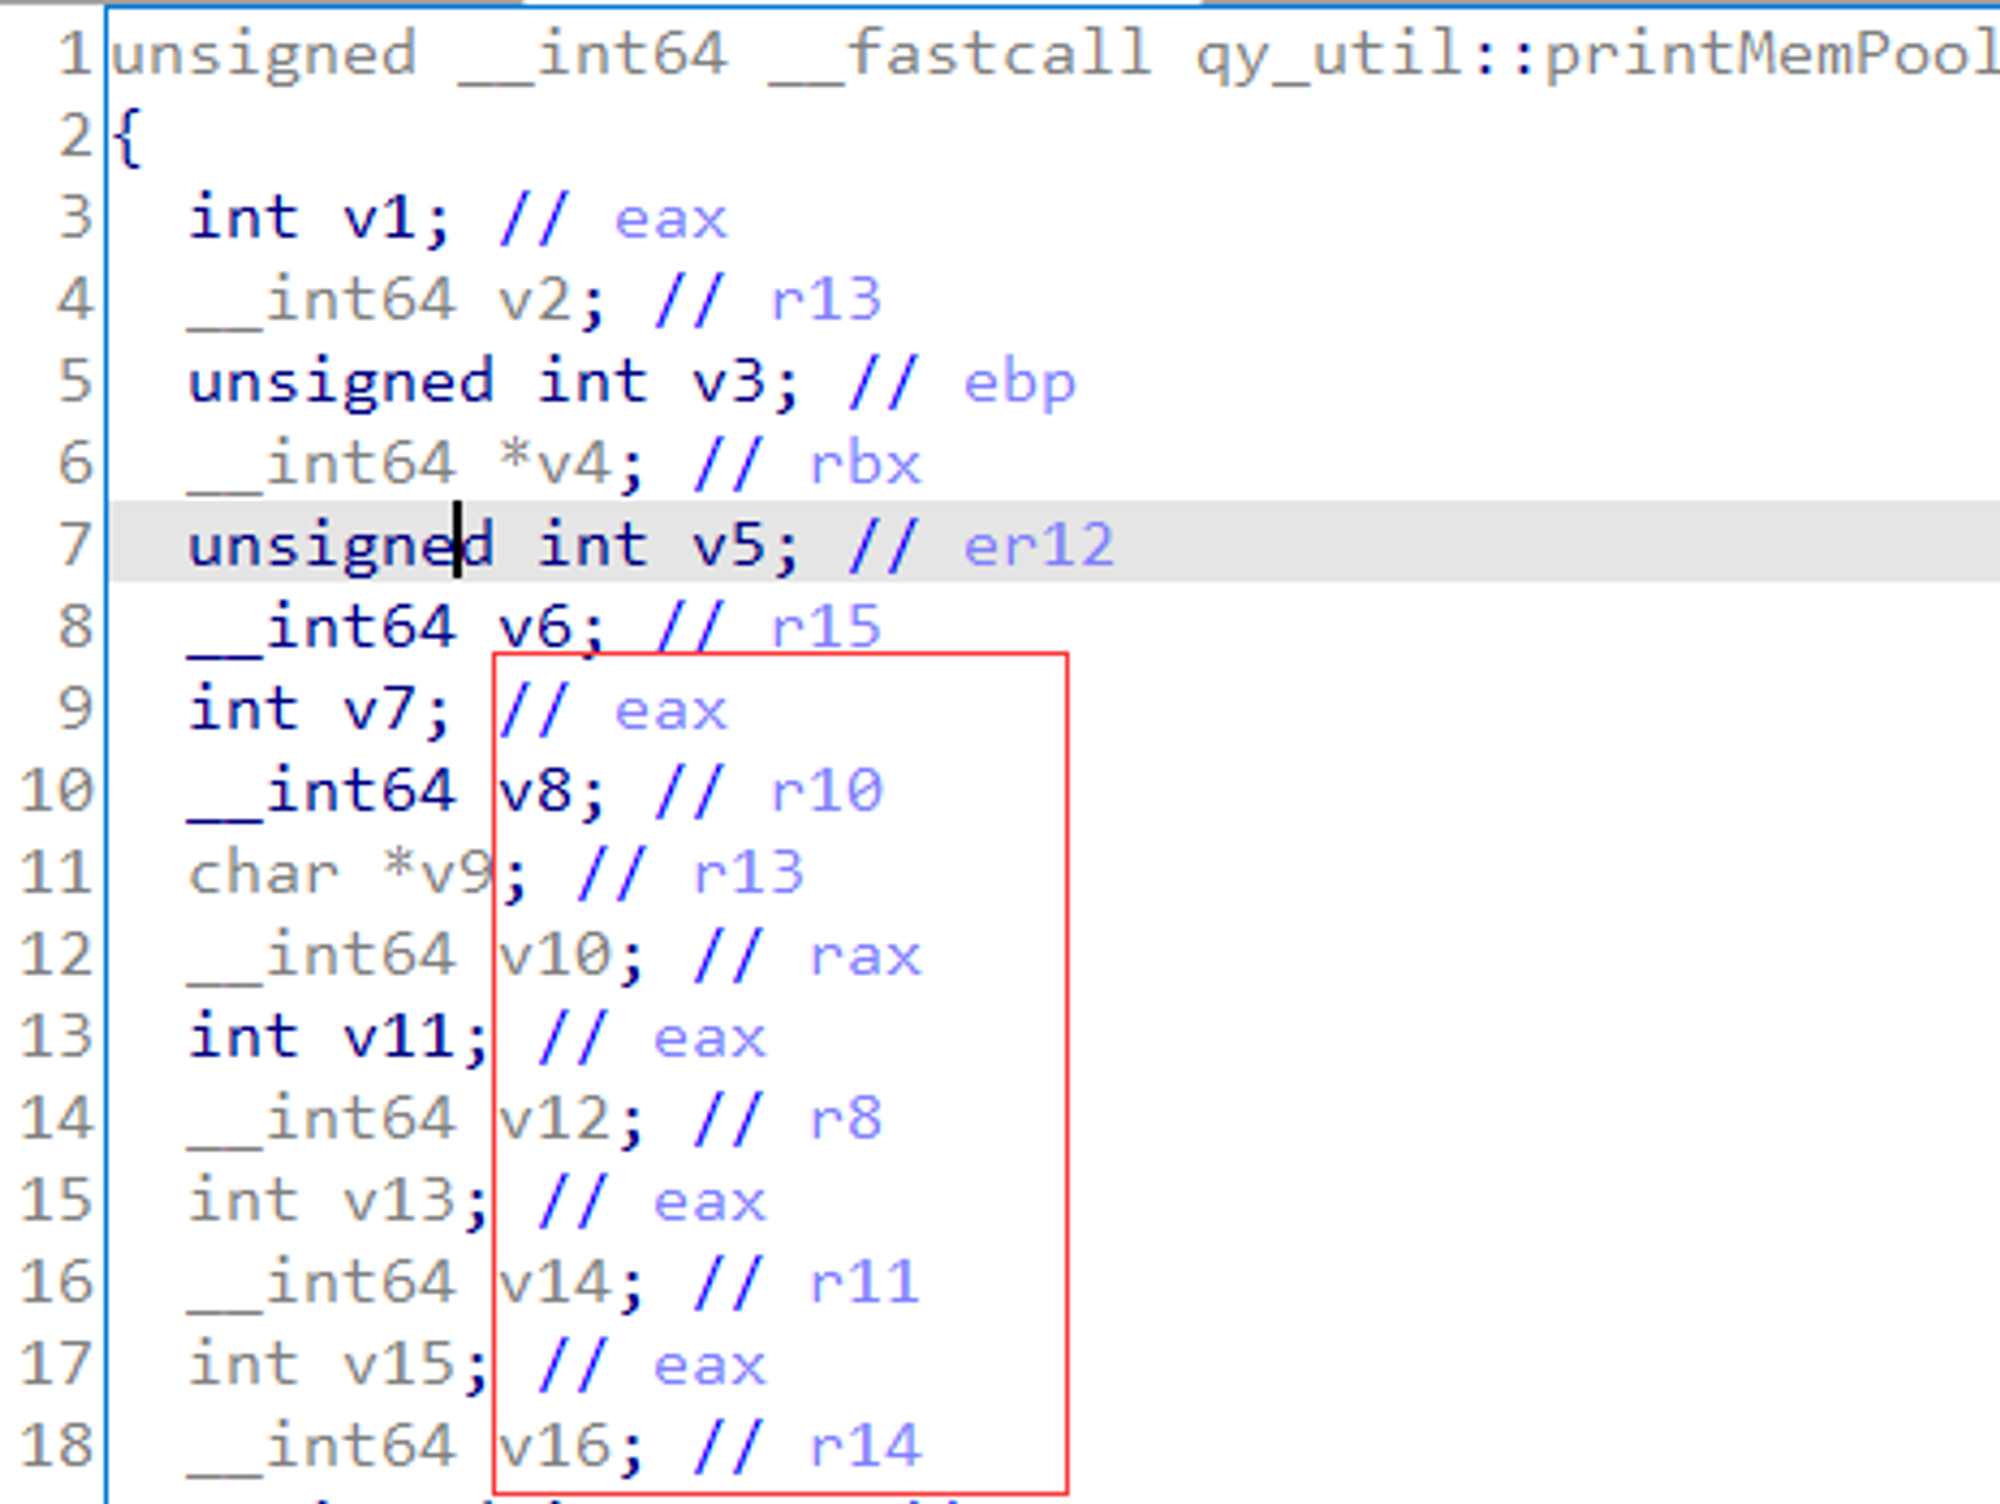 1 unsigned __int64 __fastcall qy_util::printMemPool
2 {
3 int v1; // eax
4 __int64 v2; // r13
5 unsigned int v3; // ebp
6 __int64 *v4; // rbx
7 unsigned int v5; // er12
8 __int64 v6; // r15
9 int v7; // eax
10 __int64 v8; // r10
11 char *v9; // r13
12 __int64 v10; // rax
13 int v11; // eax
14 __int64 v12; // r8
15 int v13; // eax
16 __int64 v14; // r11
17 int v15; // eax
18 __int64 v16; // r14